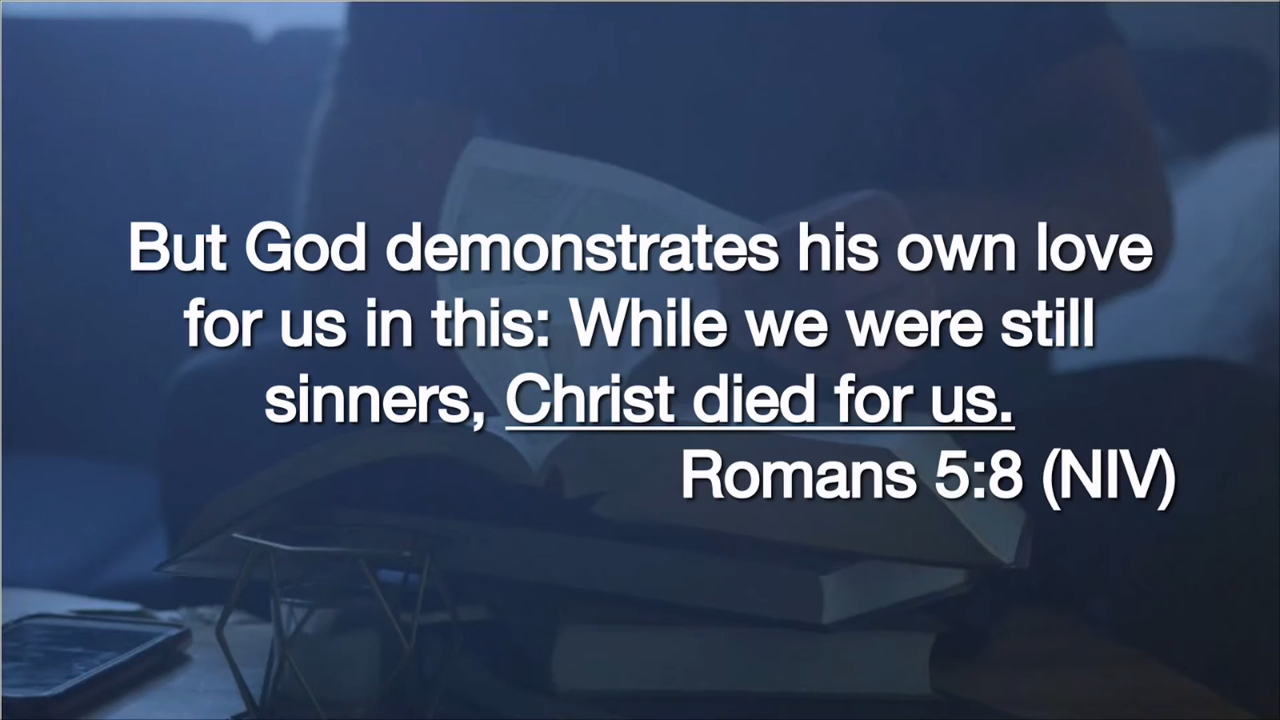 But God demonstrates his own love
for us in this: While we were still
sinners, Christ died for us.
Romans 5:8 (NIV)